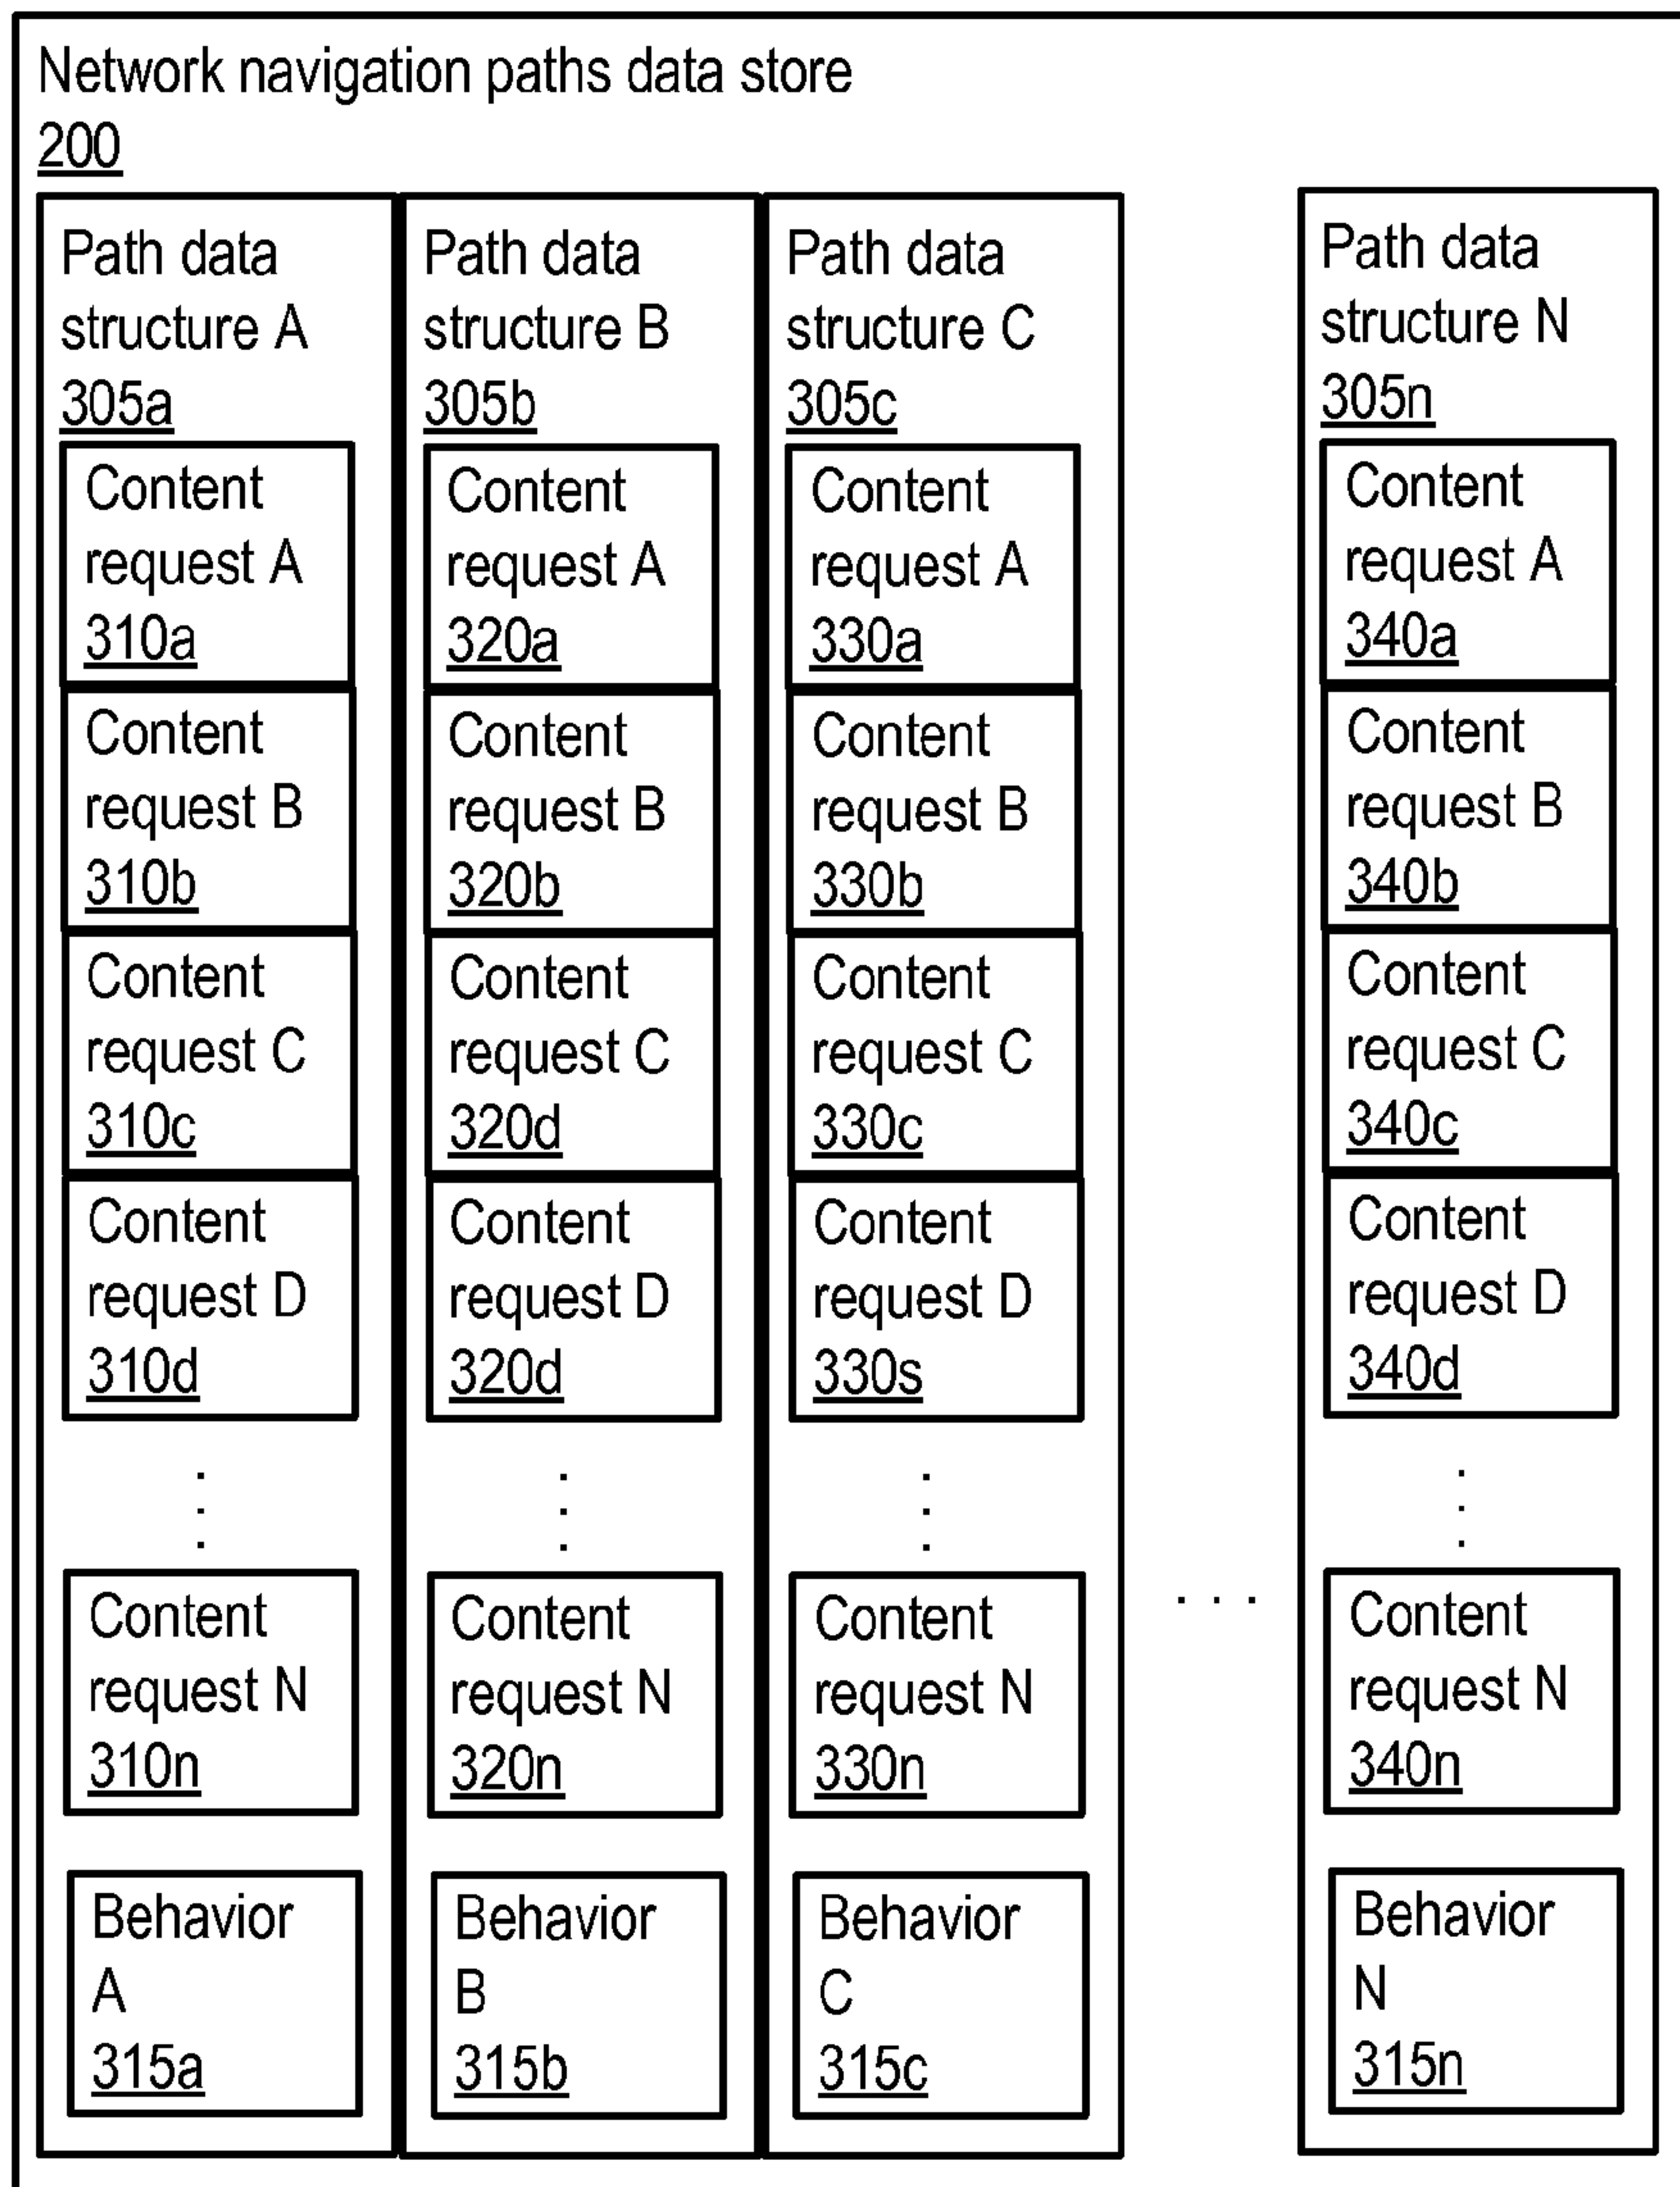 Network navigation paths data store
200
Path data
structure A
305a
Content
request A
310a
Content
request B
310b
Content
request C
310c
Content
request D
310d
Content
request N
310n
Behavior
A
315a
Path data
structure B
305b
Content
request A
320a
Content
request B
320b
Content
request C
320d
Content
request D
320d
Content
request N
320n
Behavior
B
315b
Path data
structure C
305c
Content
request A
330a
Content
request B
330b
Content
request C
330c
Content
request D
330s
Content
request N
330n
Behavior
C
315c
. . .
Path data
structure N
305n
Content
request A
340a
Content
request B
340b
Content
request C
340c
Content
request D
340d
Content
request N
340n
Behavior
N
315n